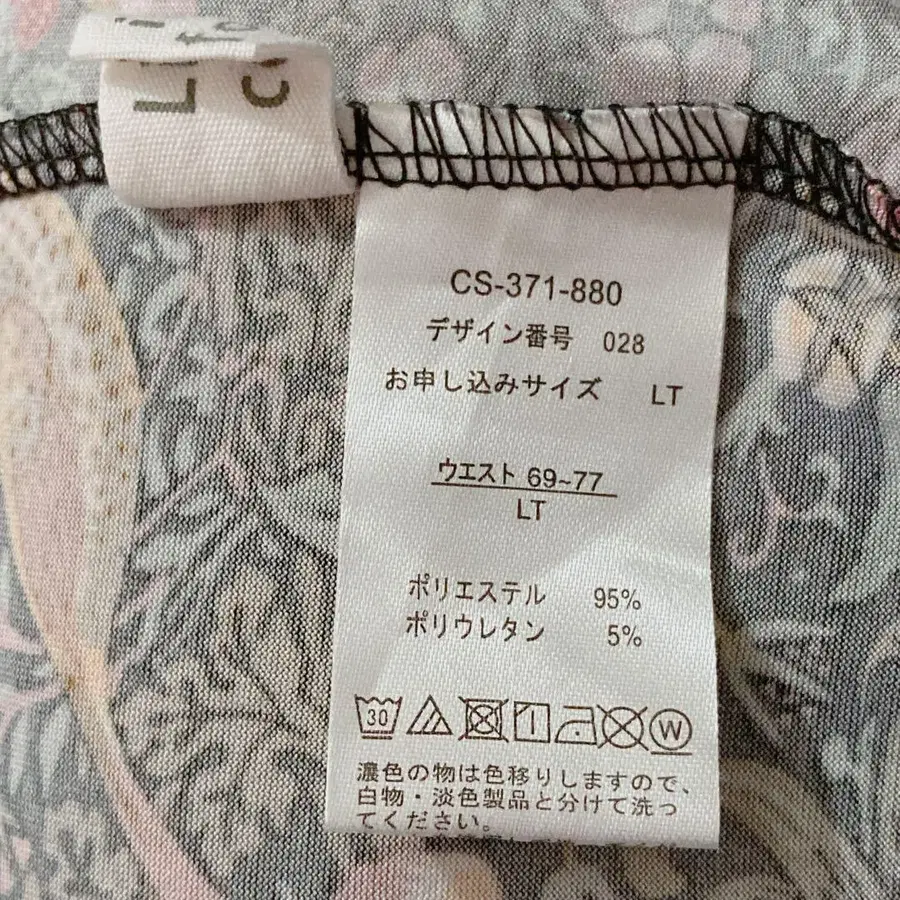 CS-371-880
デザイン番号 028
お申し込みサイズ LT
ウエスト 69~77
LT
ポリエステル 95%
ポリウレタン 5%
30
W
濃色の物は色移りしますので、
白物・淡色製品と分けて洗っ
てください。